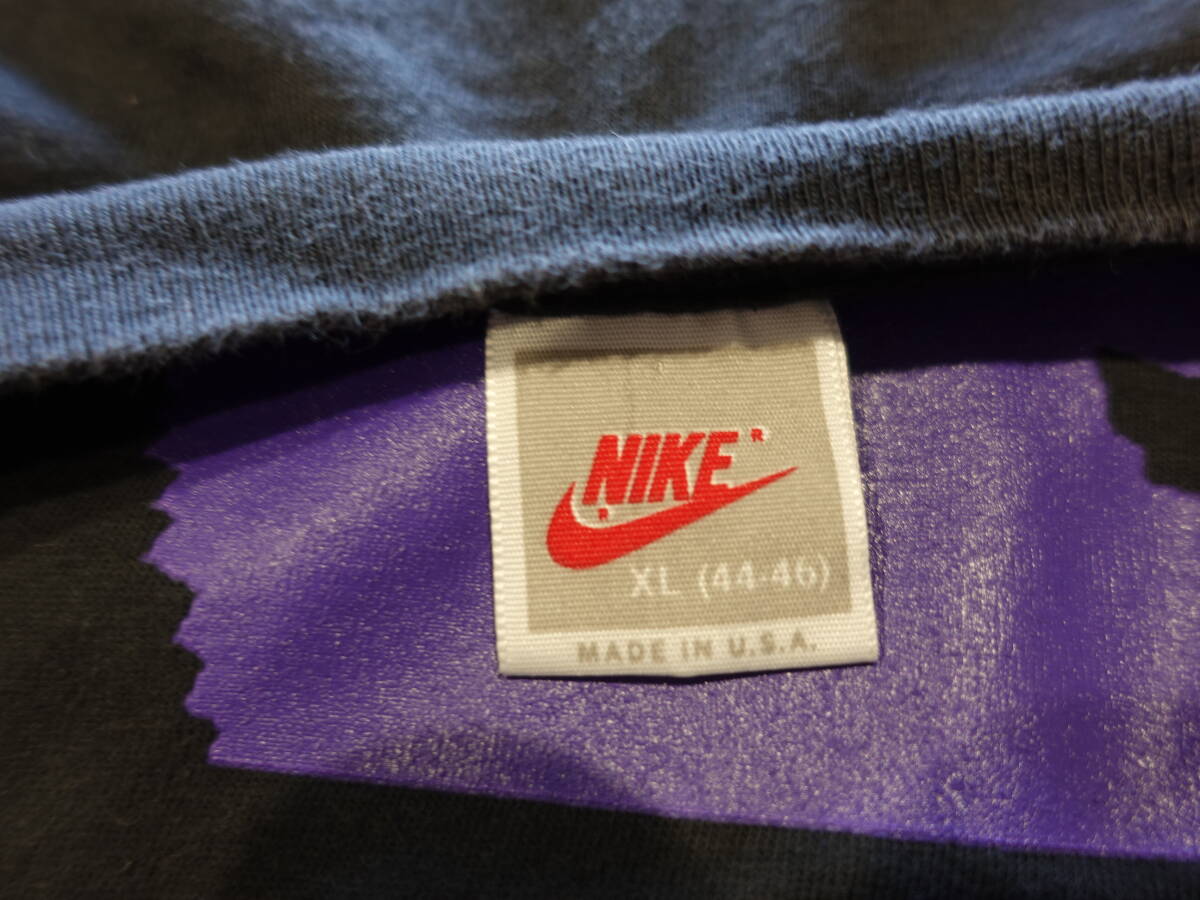 NIKE ®
®
XL (44-46)
MADE IN U.S.A.